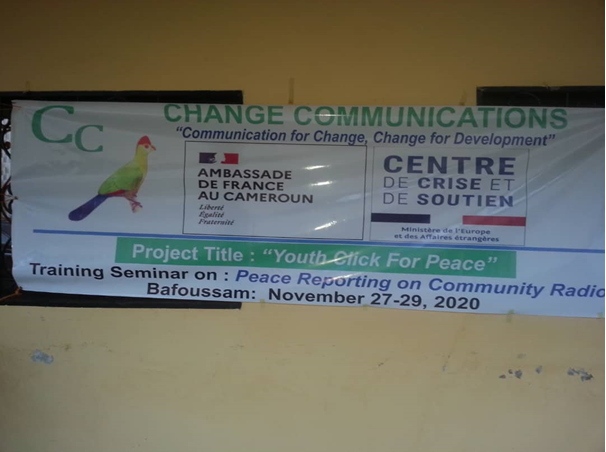 CC
CHANGE COMMUNICATIONS
"Communication for Change, Change for Development"
AMBASSADE
DE FRANCE
AU CAMEROUN
Liberté
Égalité
Fraternité
CENTRE
DE CRISE ET
DE SOUTIEN
Ministère de l'Europe
et des Affaires étrangères
Project Title : "Youth Click For Peace"
Training Seminar on : Peace Reporting on Community Radio
Bafoussam: November 27-29, 2020